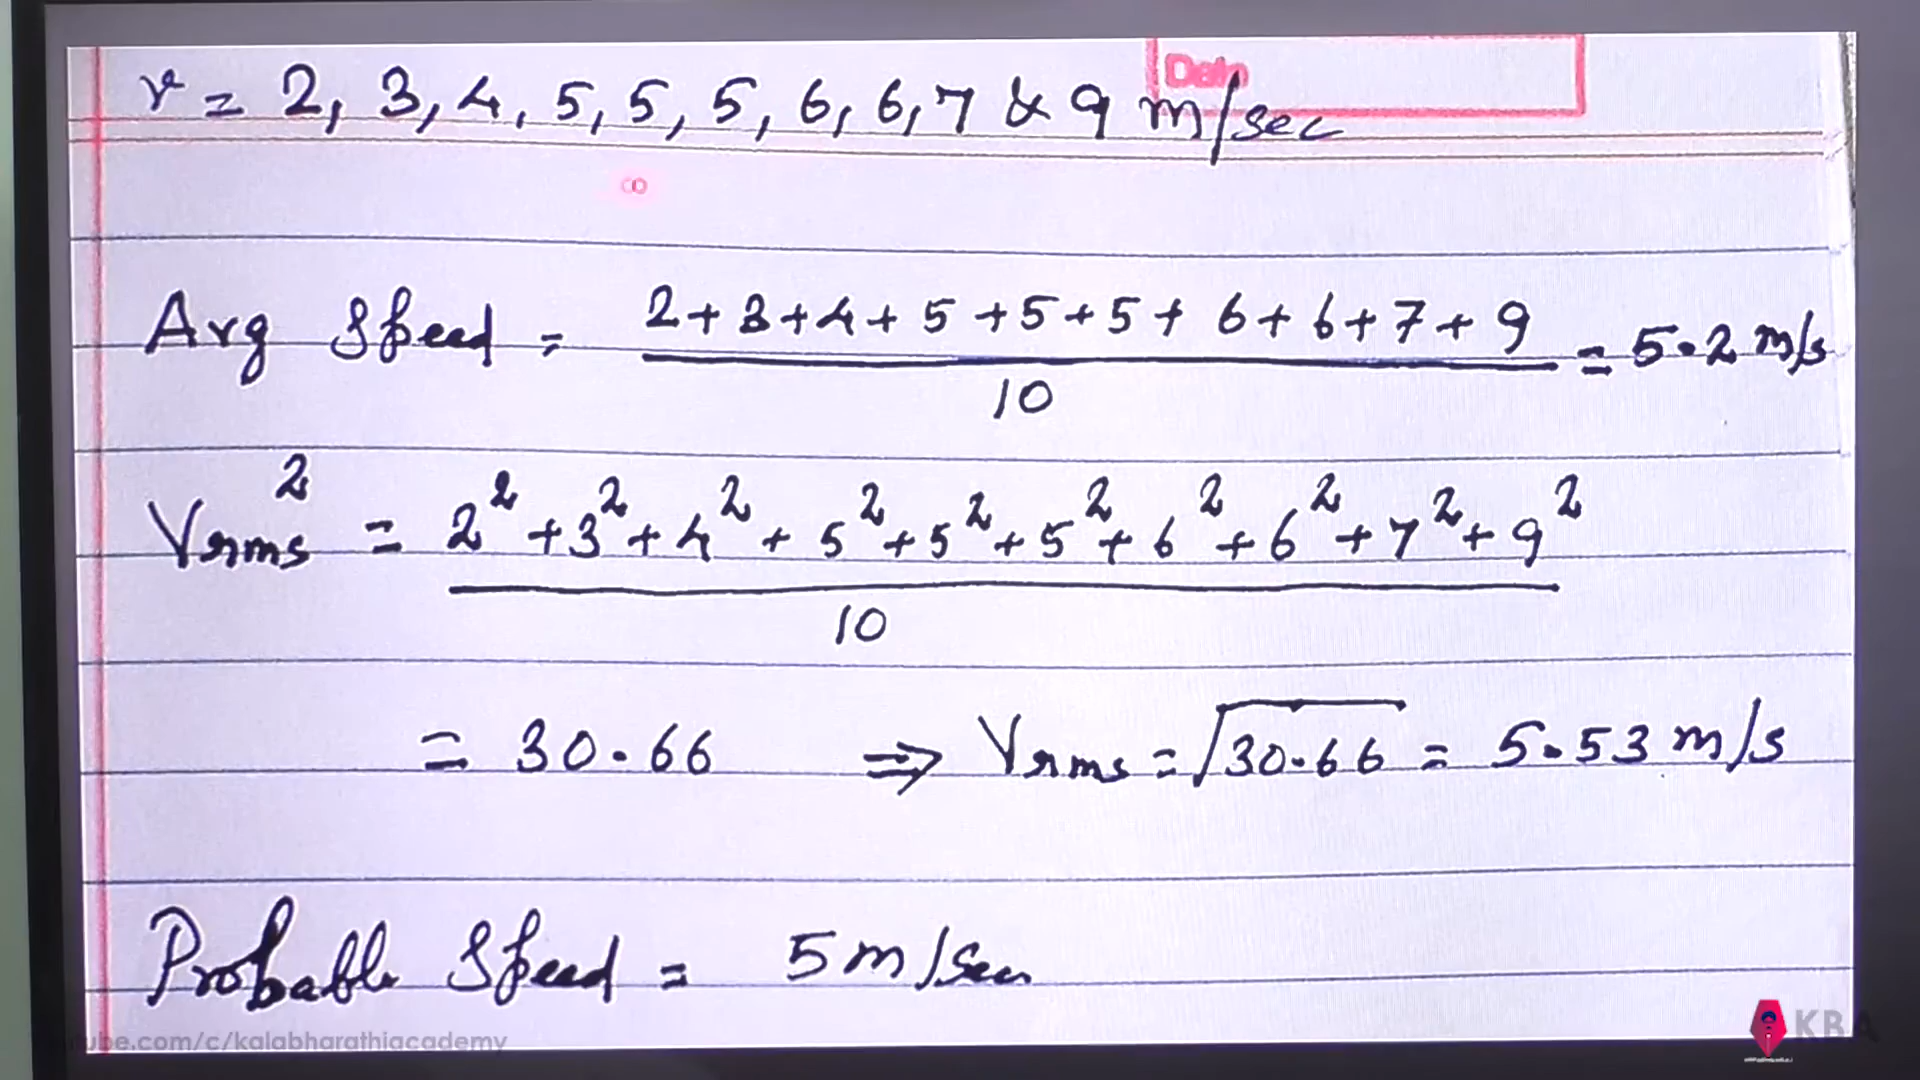 Date
v = 2, 3, 4, 5, 5, 5, 6, 6, 7 & 9 m/sec
Avg Speed = 2+3+4+5+5+5+6+6+7+9 = 5.2 m/s
10
Vrms² = 2²+3²+4²+5²+5²+5²+6²+6²+7²+9²
10
= 30.66 ⇒ Vrms = √30.66 = 5.53 m/s
Probable Speed = 5 m/sec
tube.com/c/kalabharathiacademy
KBA